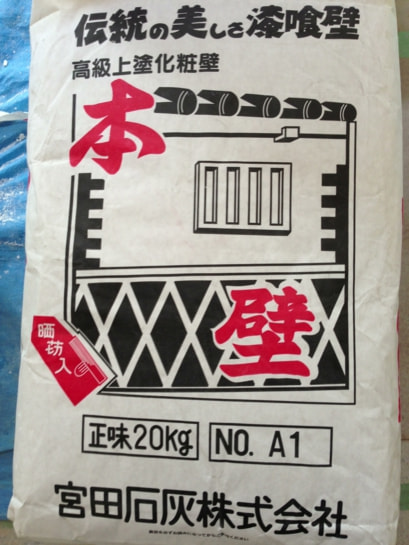 伝統の美しさ漆喰壁
高級上塗化粧壁
本
壁
晒苆入
正味20kg
NO. A1
宮田石灰株式会社